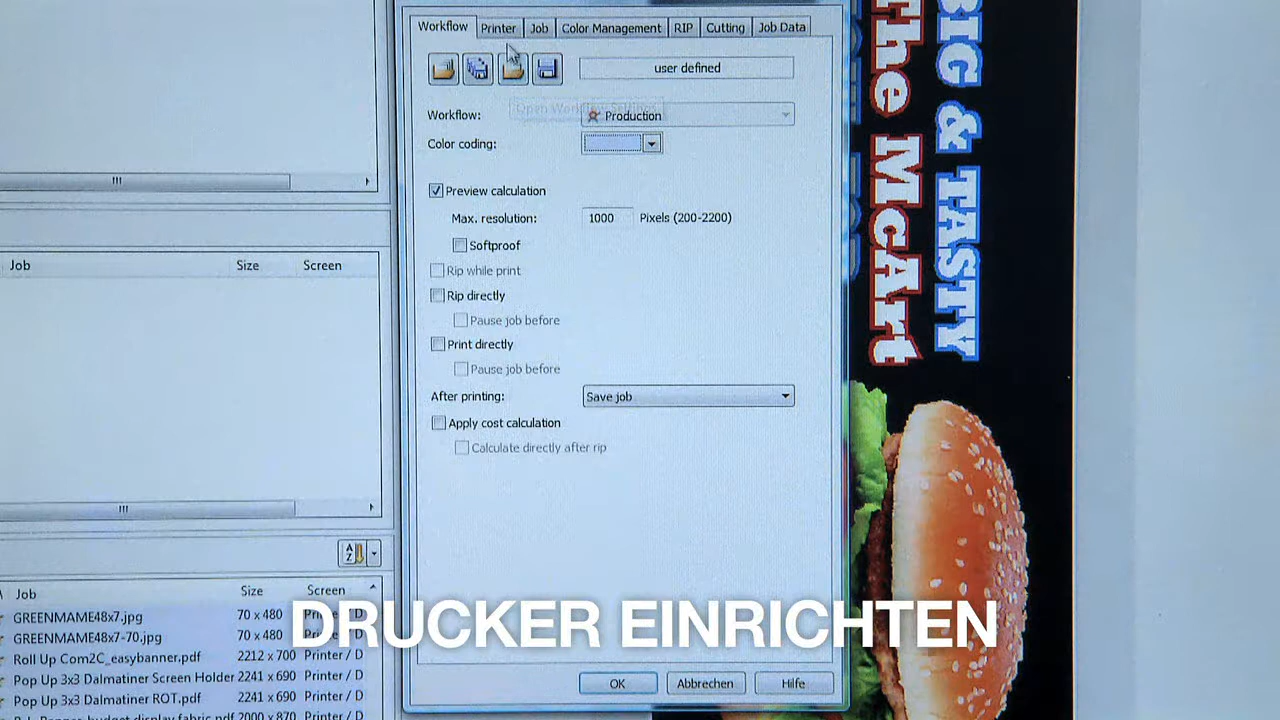 Workflow Printer Job Color Management RIP Cutting Job Data
user defined
Open Workflow Settings
Workflow: Production
Color coding:
Preview calculation
Max. resolution: 1000 Pixels (200-2200)
Softproof
Rip while print
Rip directly
Pause job before
Print directly
Pause job before
After printing: Save job
Apply cost calculation
Calculate directly after rip
OK Abbrechen Hilfe
Job Size Screen
Job Size Screen
GREENMAME48x7.jpg 70 x 480 Pri
GREENMAME48x7-70.jpg 70 x 480
Roll Up Com2C_easybanner.pdf 2212 x 700 Printer / D
Pop Up 3x3 Dalmatiner Screen Holder 2241 x 690 Printer / D
Pop Up 3x3 Dalmatiner ROT.pdf 2241 x 690 Printer / D
BIG & TASTY
The McArt
DRUCKER EINRICHTEN